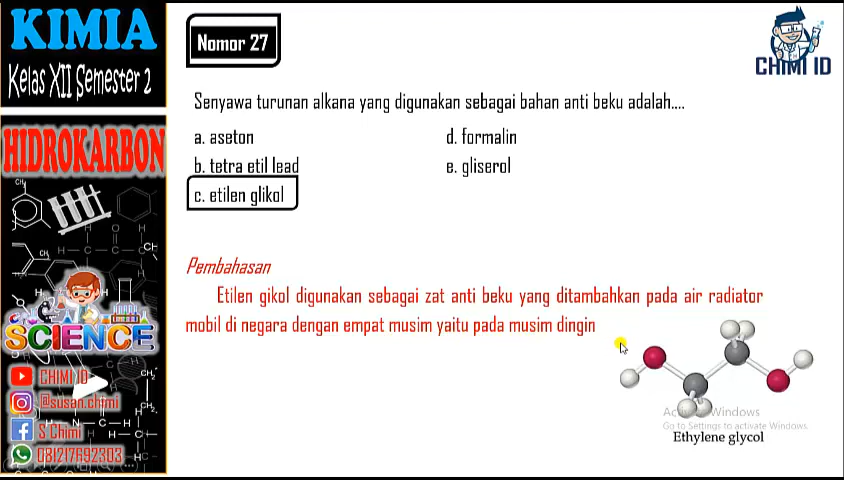 KIMIA
Kelas XII Semester 2
HIDROKARBON
SCIENCE
CHIMI ID
@susan.chimi
S Chimi
081217692303
Nomor 27
CHIMI ID
Senyawa turunan alkana yang digunakan sebagai bahan anti beku adalah....
a. aseton
d. formalin
b. tetra etil lead
e. gliserol
c. etilen glikol
Pembahasan
Etilen gikol digunakan sebagai zat anti beku yang ditambahkan pada air radiator
mobil di negara dengan empat musim yaitu pada musim dingin
Windows
Go to Settings to activate Windows.
Ethylene glycol